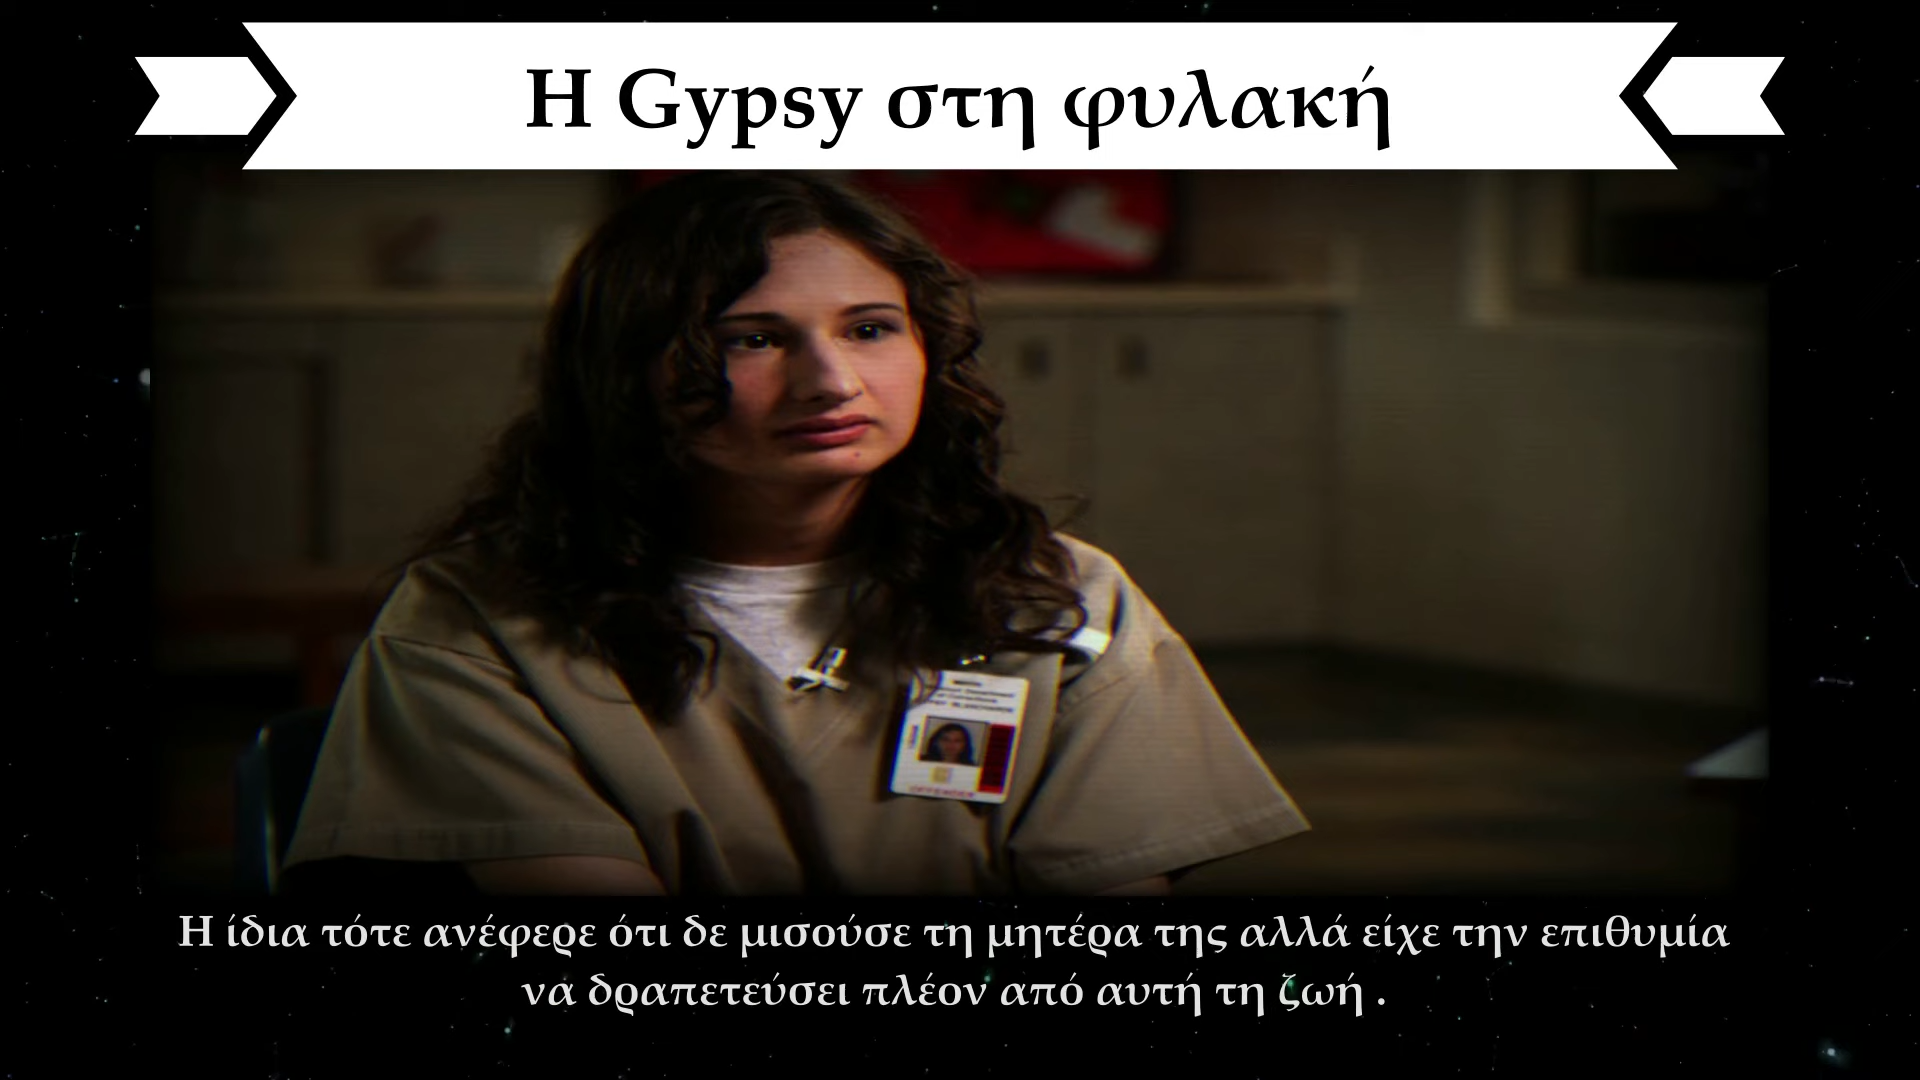 Η Gypsy στη φυλακή
OFFENDER
Η ίδια τότε ανέφερε ότι δε μισούσε τη μητέρα της αλλά είχε την επιθυμία
να δραπετεύσει πλέον από αυτή τη ζωή .